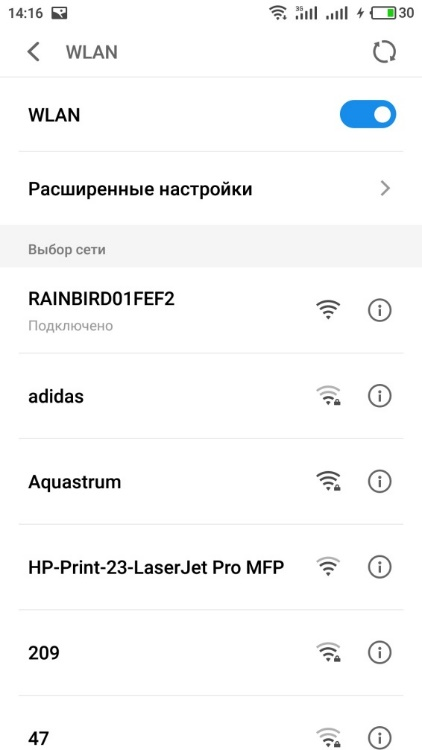 14:16 3G 30
WLAN
WLAN
Расширенные настройки
Выбор сети
RAINBIRD01FEF2
Подключено
adidas
Aquastrum
HP-Print-23-LaserJet Pro MFP
209
47